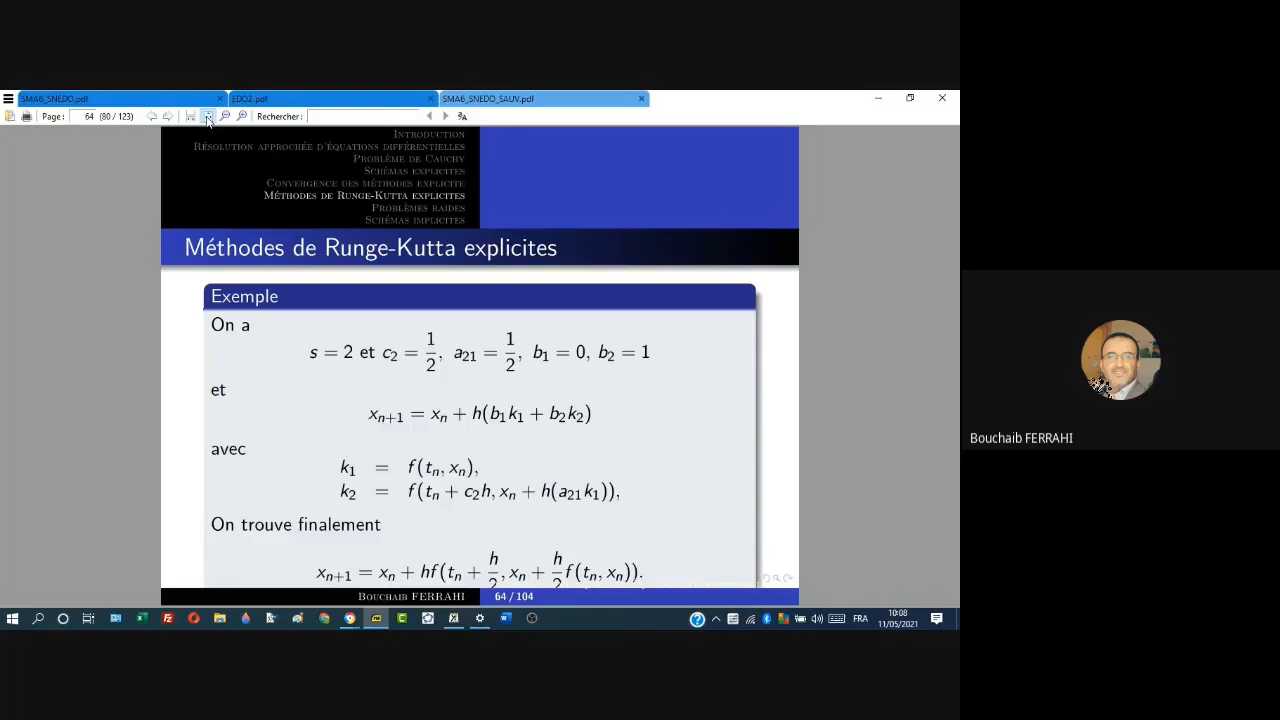 SMA6_SNEDO.pdf
EDO2.pdf
SMA6_SNEDO_SAUV.pdf
Page: 64 (80 / 123) Rechercher:
INTRODUCTION
RÉSOLUTION APPROCHÉE D'ÉQUATIONS DIFFÉRENTIELLES
PROBLÈME DE CAUCHY
SCHÉMAS EXPLICITES
CONVERGENCE DES MÉTHODES EXPLICITE
MÉTHODES DE RUNGE-KUTTA EXPLICITES
PROBLÈMES RAIDES
SCHÉMAS IMPLICITES
Méthodes de Runge-Kutta explicites
Exemple
On a
s = 2 et c₂ = 1/2, a₂₁ = 1/2, b₁ = 0, b₂ = 1
et
xₙ₊₁ = xₙ + h(b₁k₁ + b₂k₂)
avec
k₁ = f(tₙ, xₙ),
k₂ = f(tₙ + c₂h, xₙ + h(a₂₁k₁)),
On trouve finalement
xₙ₊₁ = xₙ + hf(tₙ + h/2, xₙ + h/2 f(tₙ, xₙ)).
BOUCHAIB FERRAHI 64 / 104
FRA
10:08
11/05/2021
Bouchaib FERRAHI